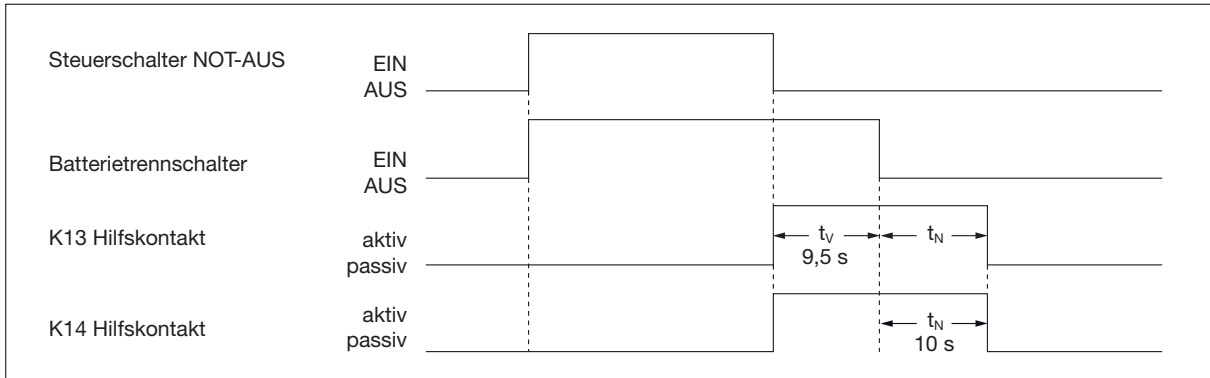 Steuerschalter NOT-AUS
EIN
AUS
Batterietrennschalter
EIN
AUS
K13 Hilfskontakt
aktiv
passiv
tV
9,5 s
tN
K14 Hilfskontakt
aktiv
passiv
tN
10 s